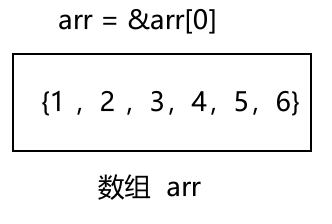 arr = &arr[0]
{1 ，2 ，3，4，5，6}
数组 arr